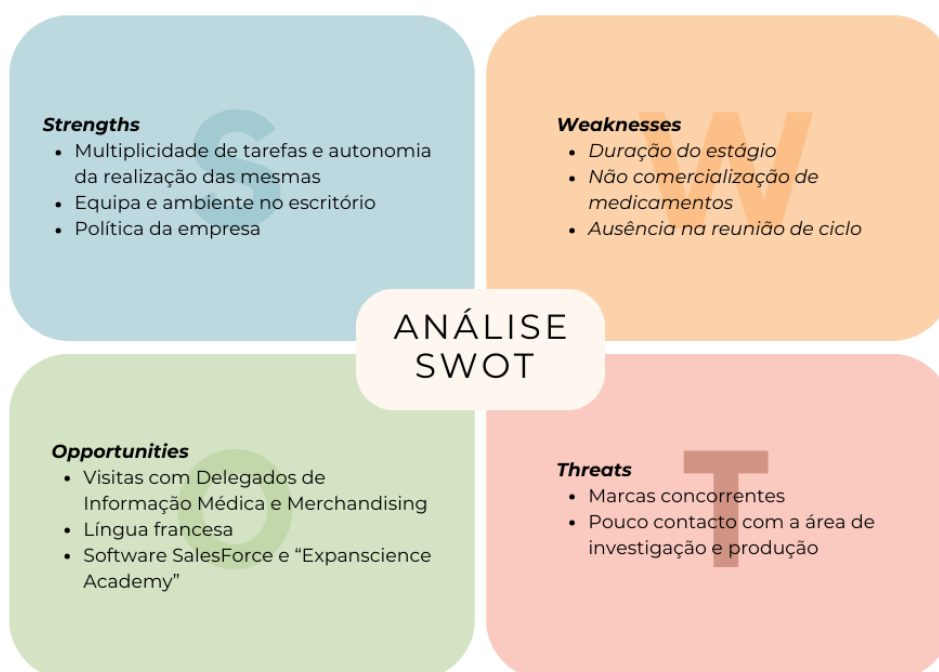 S
Strengths
• Multiplicidade de tarefas e autonomia
da realização das mesmas
• Equipa e ambiente no escritório
• Política da empresa
W
Weaknesses
• Duração do estágio
• Não comercialização de
medicamentos
• Ausência na reunião de ciclo
ANÁLISE
SWOT
O
Opportunities
• Visitas com Delegados de
Informação Médica e Merchandising
• Língua francesa
• Software SalesForce e “Expanscience
Academy”
T
Threats
• Marcas concorrentes
• Pouco contacto com a área de
investigação e produção